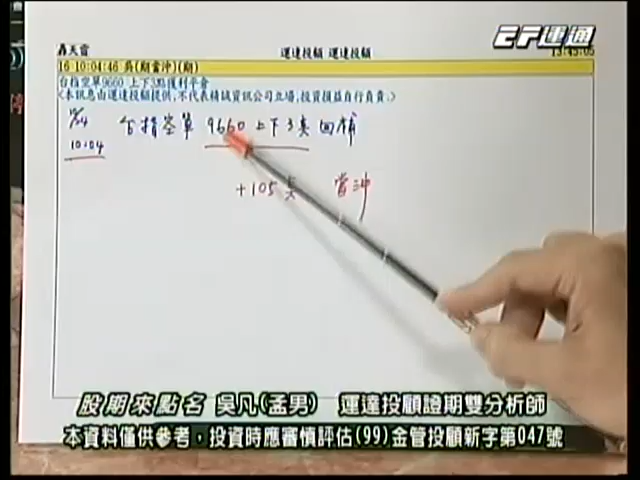 EF運通
13:45:05
轟天雷 運達投顧 運達投顧
16 10:04:46 吳(期當沖)(期)
台指空單9660 上下3點獲利平倉
(本訊息由運達投顧提供,不代表精誠資訊公司立場,投資損益自行負責.)
台指空單 9660 上下3點 回補
10:04
+105點 當沖
股期來點名 吳凡(孟男) 運達投顧證期雙分析師
本資料僅供參考,投資時應審慎評估(99)金管投顧新字第047號